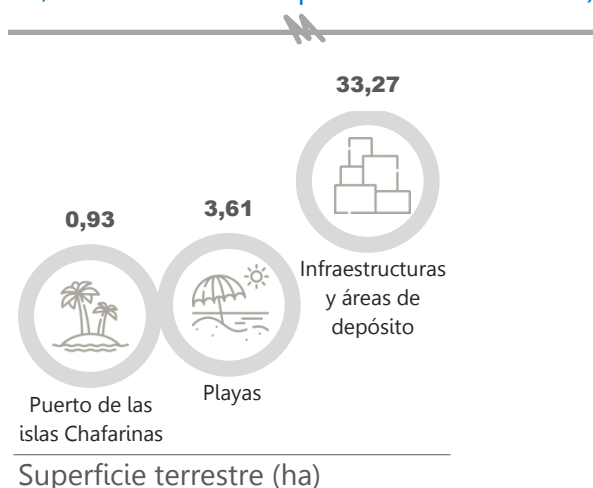 33,27
0,93
3,61
Infraestructuras
y áreas de
depósito
Puerto de las
islas Chafarinas
Playas
Superficie terrestre (ha)